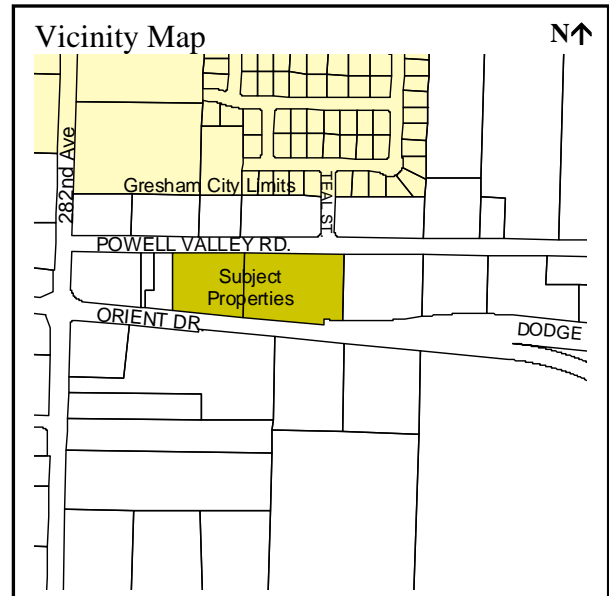 Vicinity Map
N↑
282nd Ave
Gresham City Limits
TEAL ST.
POWELL VALLEY RD.
Subject
Properties
ORIENT DR
DODGE